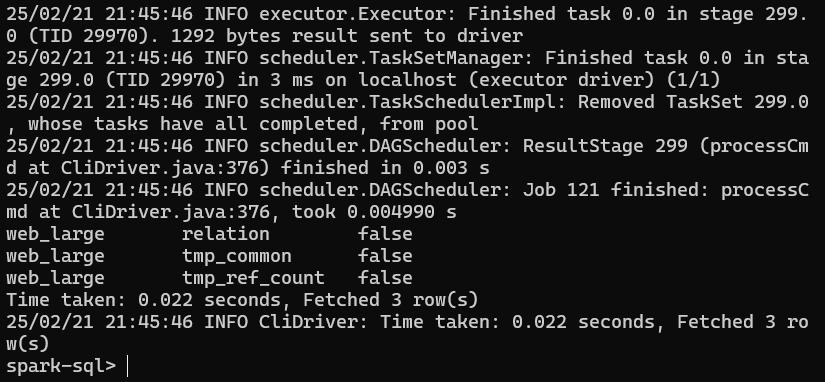 25/02/21 21:45:46 INFO executor.Executor: Finished task 0.0 in stage 299.
0 (TID 29970). 1292 bytes result sent to driver
25/02/21 21:45:46 INFO scheduler.TaskSetManager: Finished task 0.0 in sta
ge 299.0 (TID 29970) in 3 ms on localhost (executor driver) (1/1)
25/02/21 21:45:46 INFO scheduler.TaskSchedulerImpl: Removed TaskSet 299.0
, whose tasks have all completed, from pool
25/02/21 21:45:46 INFO scheduler.DAGScheduler: ResultStage 299 (processCm
d at CliDriver.java:376) finished in 0.003 s
25/02/21 21:45:46 INFO scheduler.DAGScheduler: Job 121 finished: processC
md at CliDriver.java:376, took 0.004990 s
web_large       relation        false
web_large       tmp_common      false
web_large       tmp_ref_count   false
Time taken: 0.022 seconds, Fetched 3 row(s)
25/02/21 21:45:46 INFO CliDriver: Time taken: 0.022 seconds, Fetched 3 ro
w(s)
spark-sql>